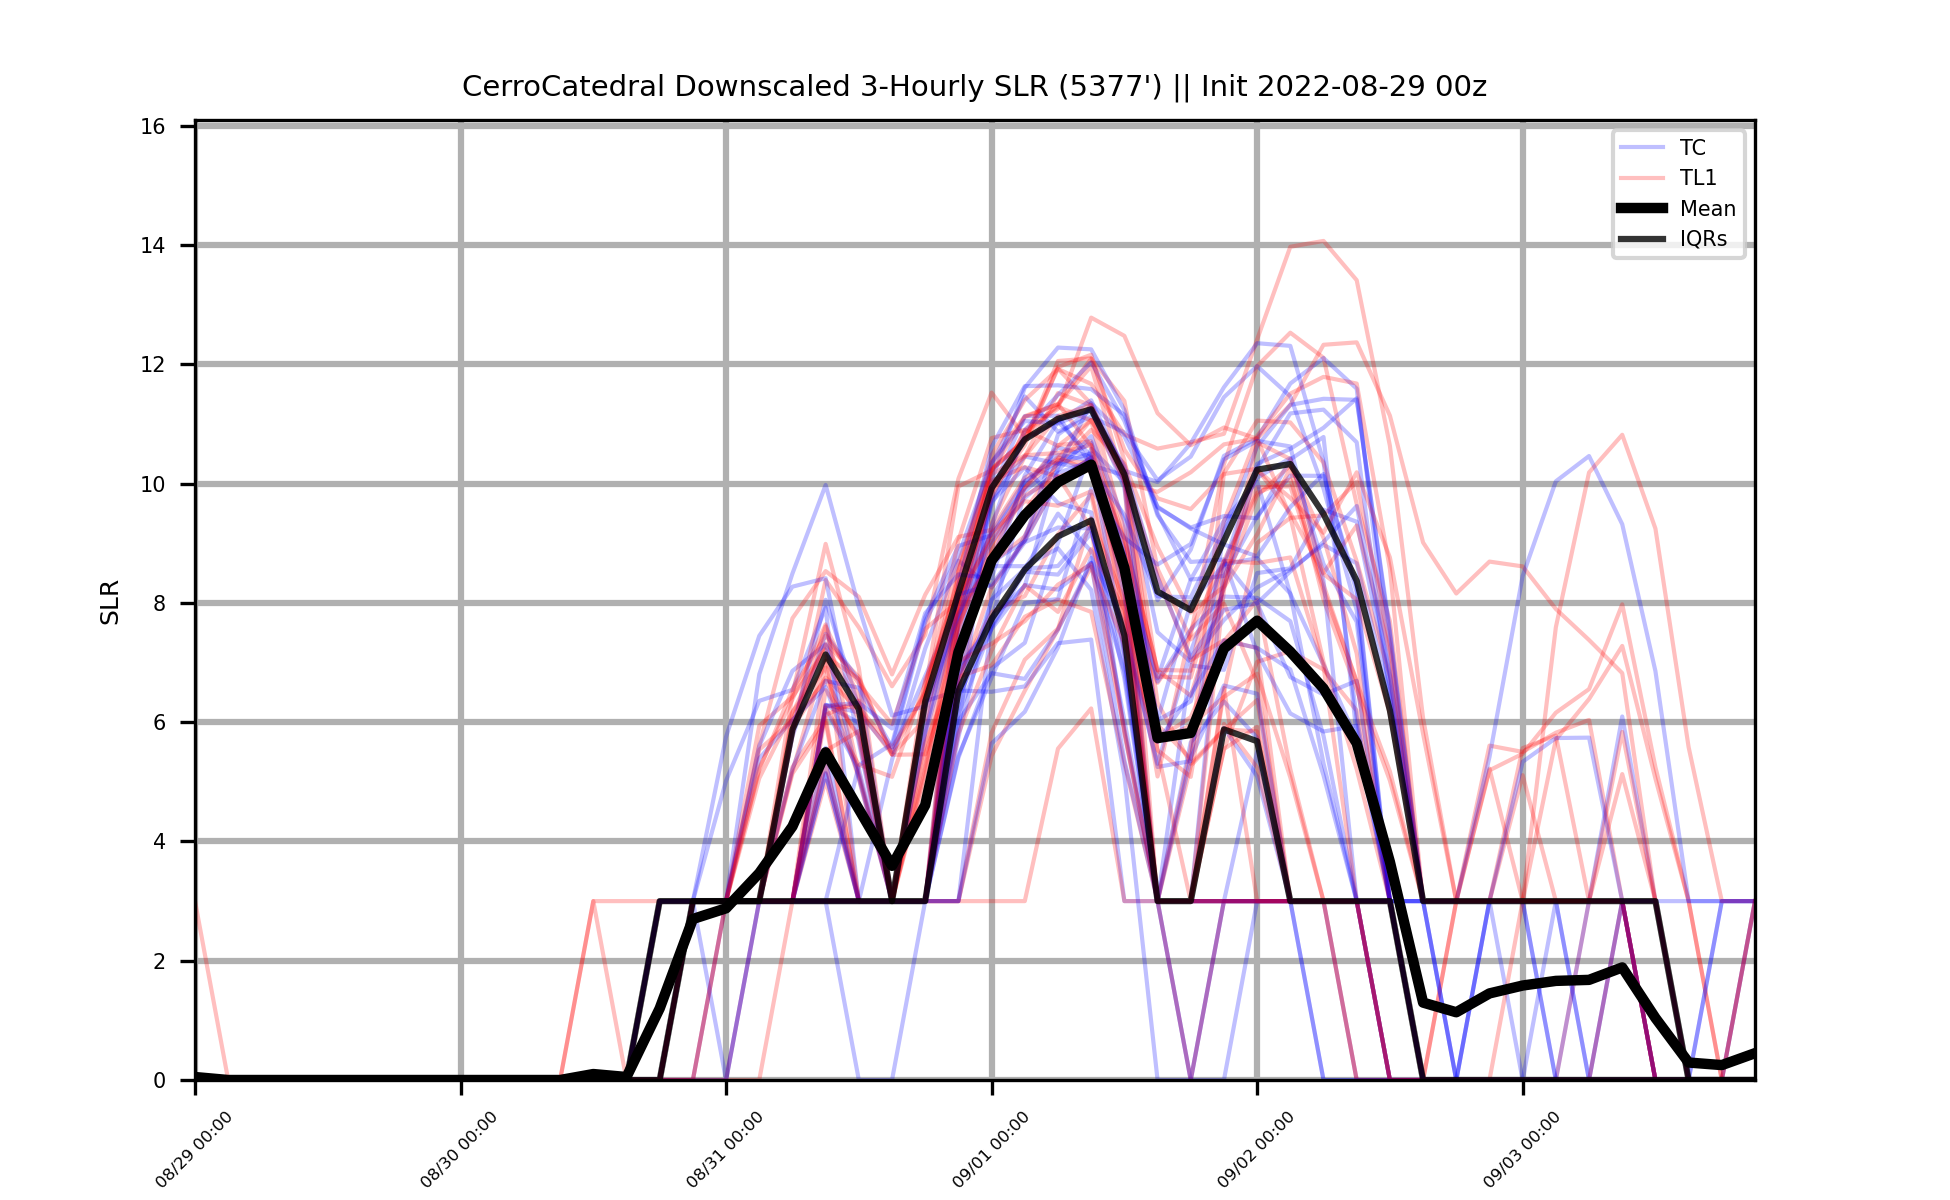 CerroCatedral Downscaled 3-Hourly SLR (5377') || Init 2022-08-29 00z
16
14
12
10
8
6
4
2
0
SLR
TC
TL1
Mean
IQRs
08/29 00:00
08/30 00:00
08/31 00:00
09/01 00:00
09/02 00:00
09/03 00:00